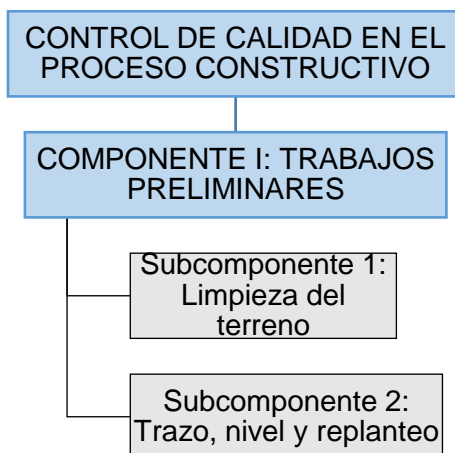 CONTROL DE CALIDAD EN EL
PROCESO CONSTRUCTIVO
COMPONENTE I: TRABAJOS
PRELIMINARES
Subcomponente 1:
Limpieza del
terreno
Subcomponente 2:
Trazo, nivel y replanteo